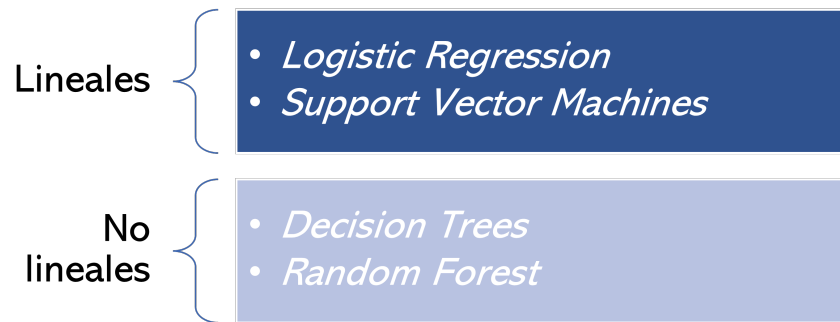 Lineales
• Logistic Regression
• Support Vector Machines
No
lineales
• Decision Trees
• Random Forest